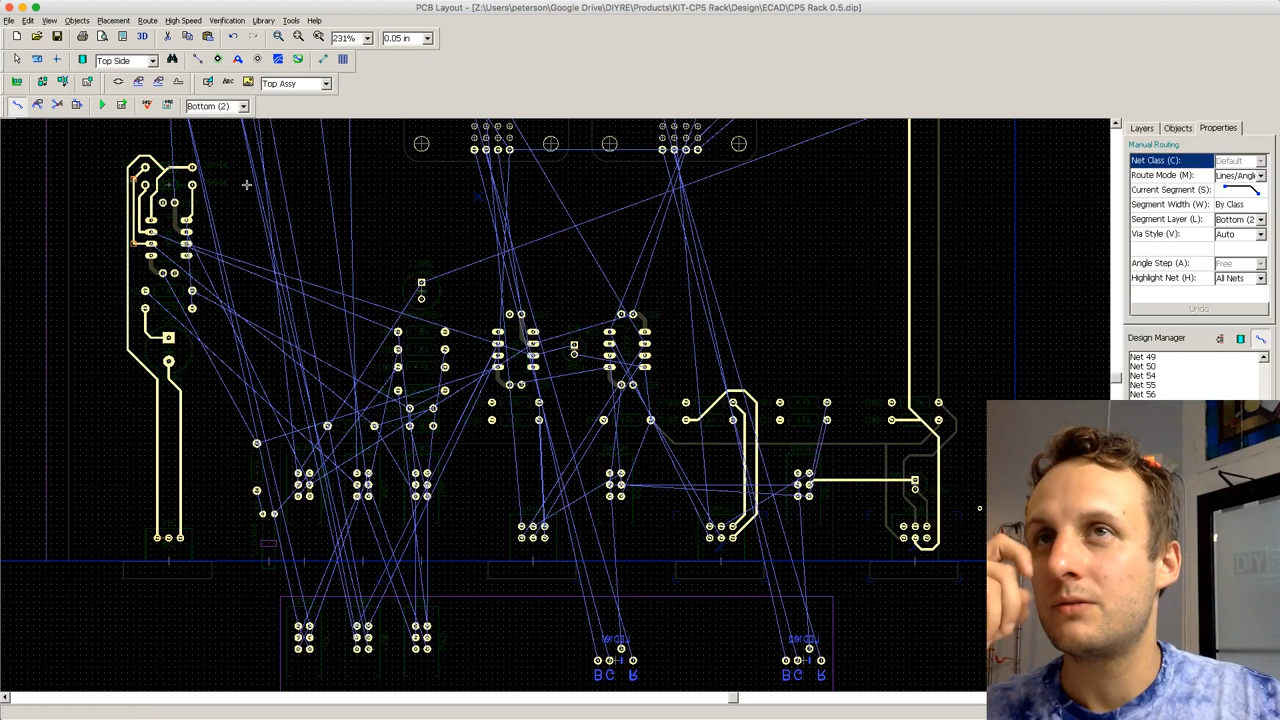 PCB Layout - [Z:\Users\peterson\Google Drive\DIYRE\Products\KIT-CP5 Rack\Design\ECAD\CP5 Rack 0.5.dip]
File Edit View Objects Placement Route High Speed Verification Library Tools Help
3D 231% 0.05 in
Top Side
Abc Top Assy
Bottom (2)
Layers Objects Properties
Manual Routing
Net Class (C): Default
Route Mode (M): Lines/Angl
Current Segment (S):
Segment Width (W): By Class
Segment Layer (L): Bottom (2
Via Style (V): Auto
Angle Step (A): Free
Highlight Net (H): All Nets
Undo
Design Manager
Net 49
Net 50
Net 54
Net 55
Net 56
B G R
B G R